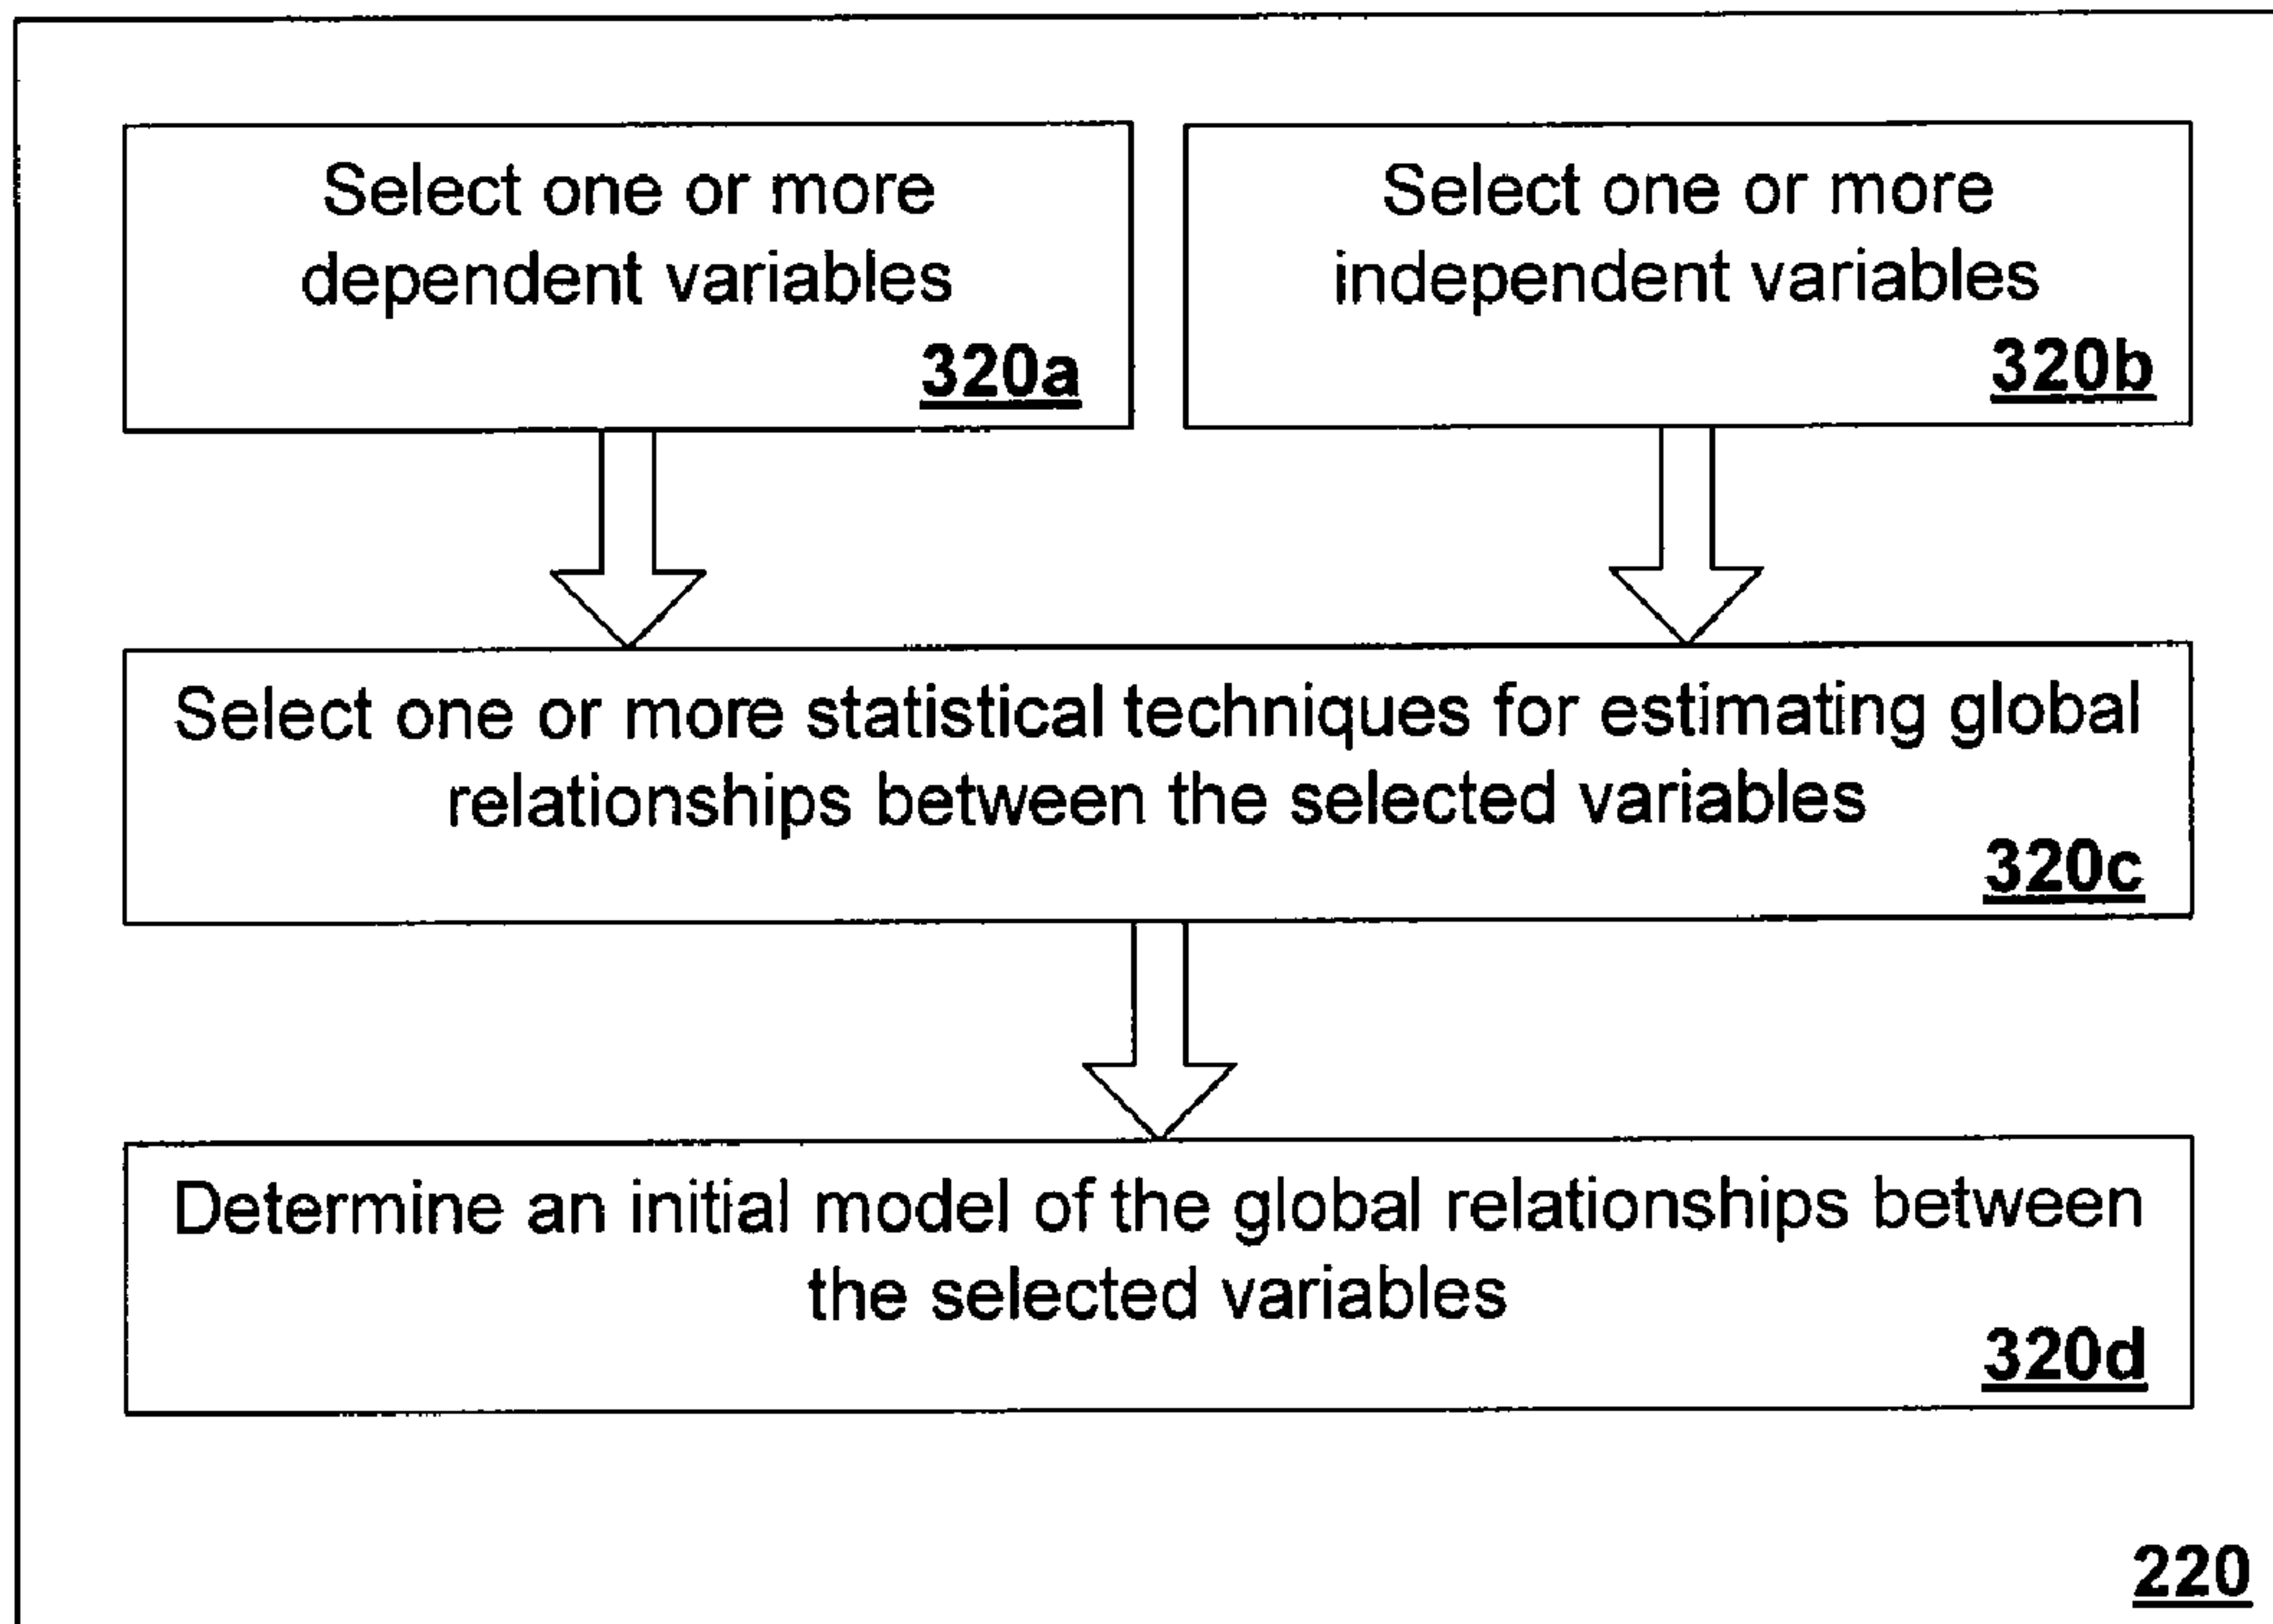 Select one or more
dependent variables
320a
Select one or more
independent variables
320b
Select one or more statistical techniques for estimating global
relationships between the selected variables
320c
Determine an initial model of the global relationships between
the selected variables
320d
220